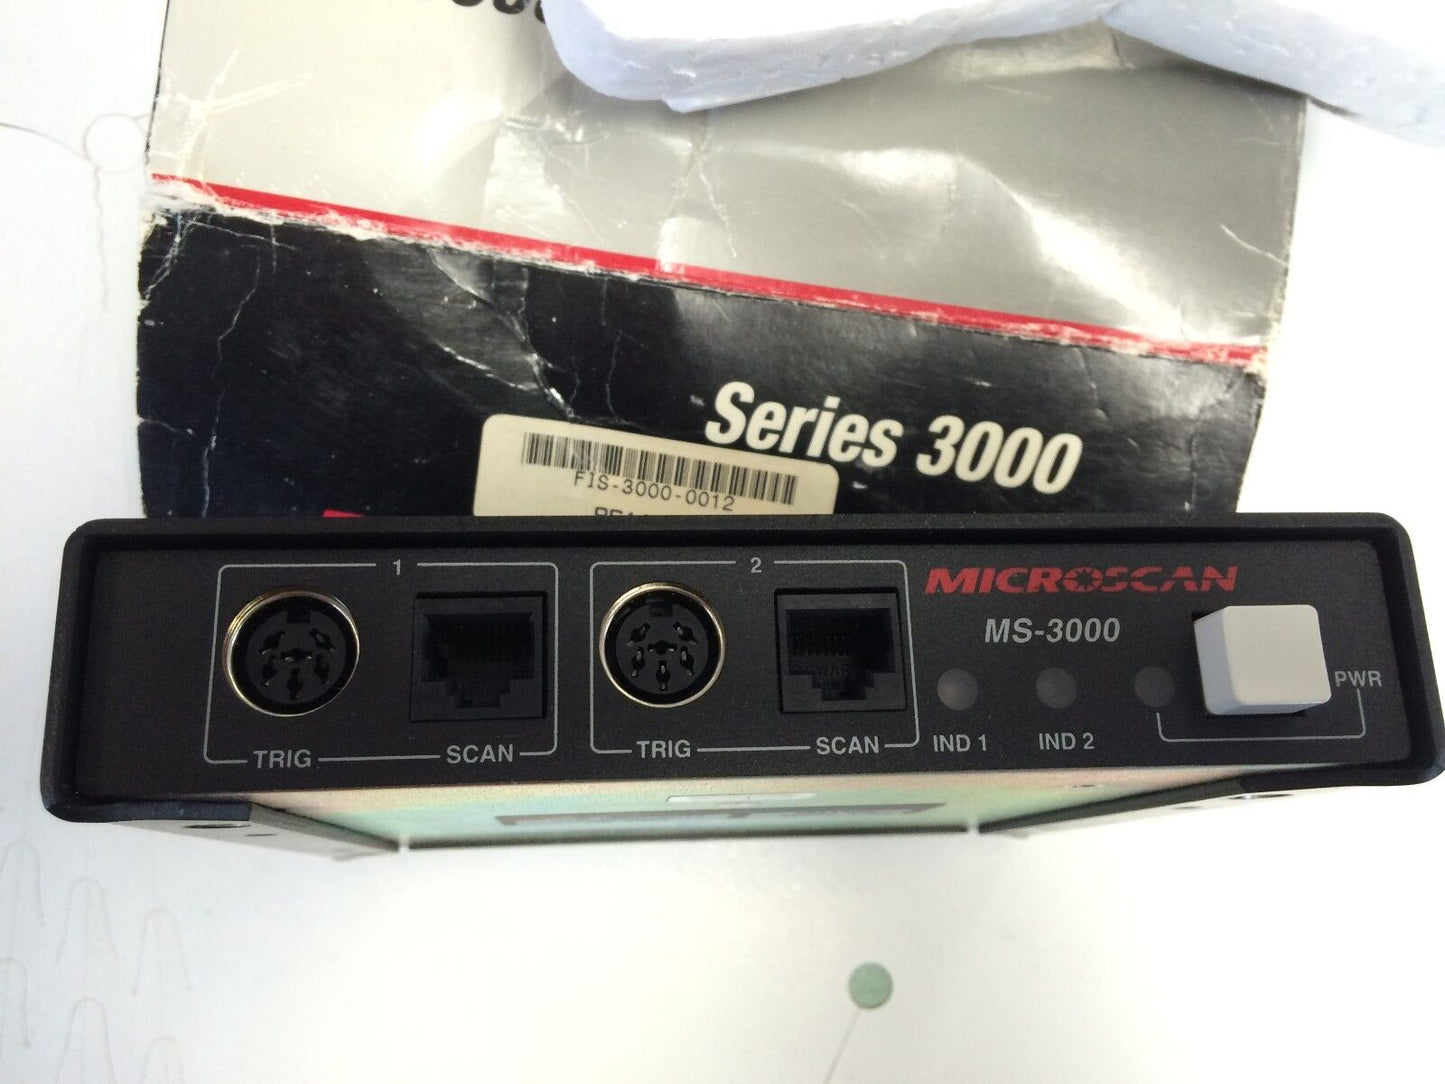 Series 3000
FIS-3000-0012
1
2
MICROSCAN
MS-3000
PWR
TRIG
SCAN
TRIG
SCAN
IND 1
IND 2